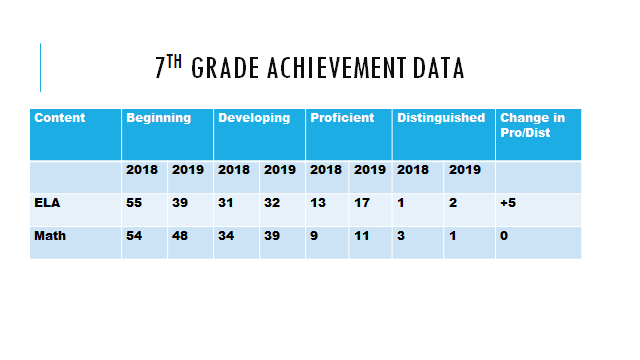 7TH GRADE ACHIEVEMENT DATA
Content Beginning Developing Proficient Distinguished Change in
Pro/Dist
2018 2019 2018 2019 2018 2019 2018 2019
ELA 55 39 31 32 13 17 1 2 +5
Math 54 48 34 39 9 11 3 1 0